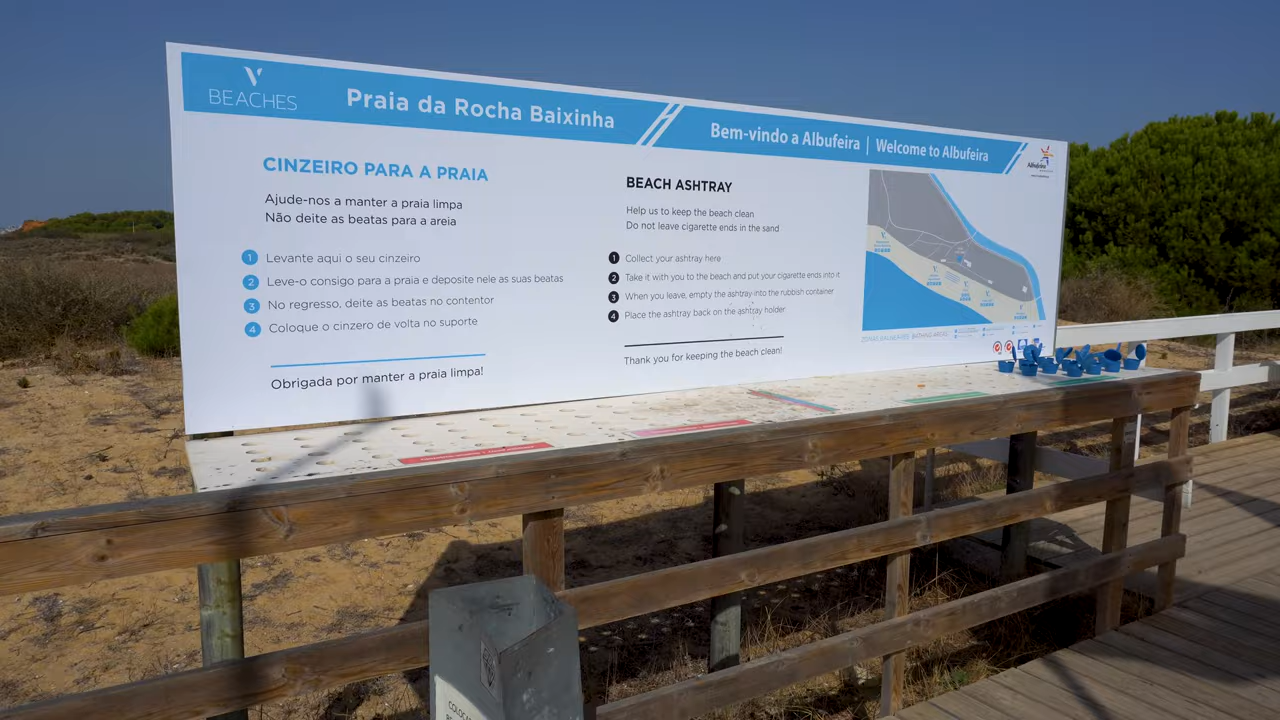 V
BEACHES
Praia da Rocha Baixinha
Bem-vindo a Albufeira | Welcome to Albufeira
Albufeira
CINZEIRO PARA A PRAIA
Ajude-nos a manter a praia limpa
Não deite as beatas para a areia
1 Levante aqui o seu cinzeiro
2 Leve-o consigo para a praia e deposite nele as suas beatas
3 No regresso, deite as beatas no contentor
4 Coloque o cinzero de volta no suporte
Obrigada por manter a praia limpa!
BEACH ASHTRAY
Help us to keep the beach clean
Do not leave cigarette ends in the sand
1 Collect your ashtray here
2 Take it with you to the beach and put your cigarette ends into it
3 When you leave, empty the ashtray into the rubbish container
4 Place the ashtray back on the ashtray holder
Thank you for keeping the beach clean!